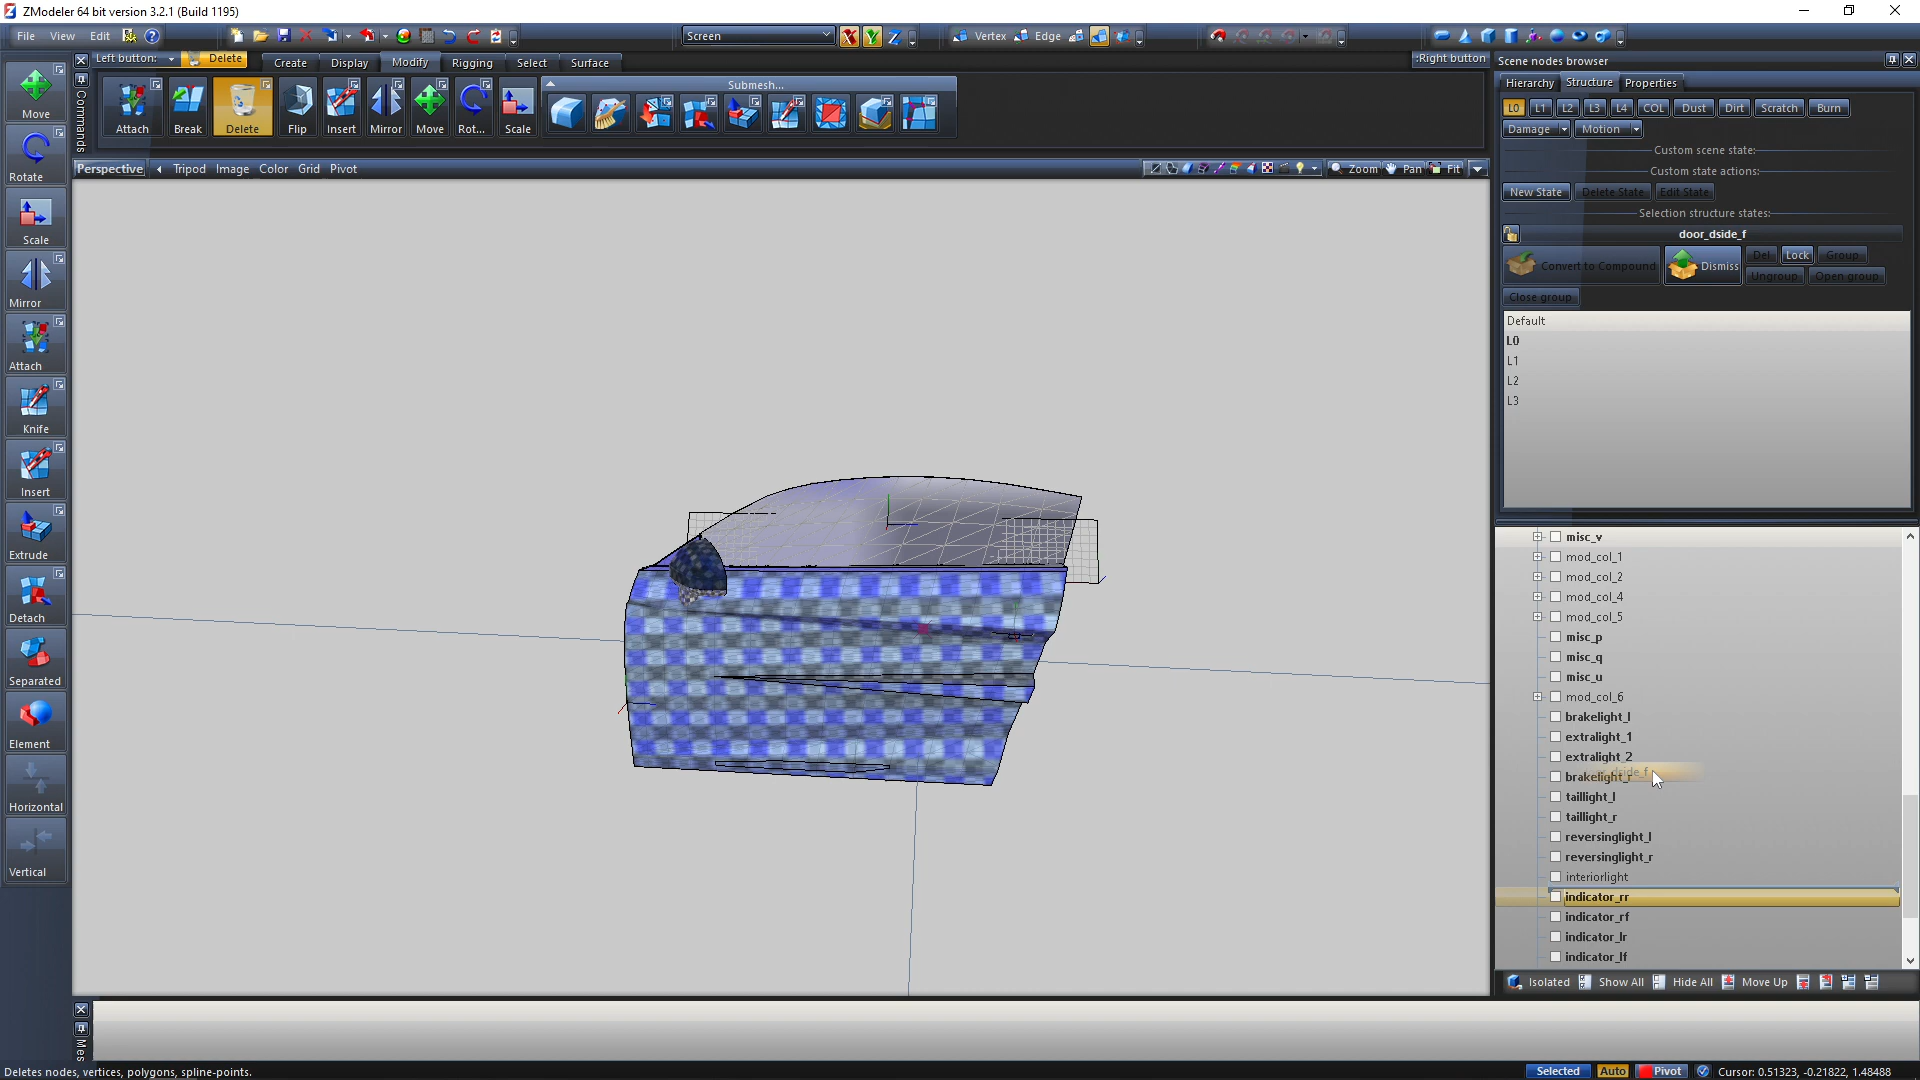 ZModeler 64 bit version 3.2.1 (Build 1195)
File View Edit
Screen
Vertex Edge
Left button: Delete
Create Display Modify Rigging Select Surface
:Right button
Commands
Attach Break Delete Flip Insert Mirror Move Rot... Scale
Submesh...
Move
Rotate
Scale
Mirror
Attach
Knife
Insert
Extrude
Detach
Separated
Element
Horizontal
Vertical
Perspective Tripod Image Color Grid Pivot
Zoom Pan Fit
Scene nodes browser
Hierarchy Structure Properties
L0 L1 L2 L3 L4 COL Dust Dirt Scratch Burn
Damage Motion
Custom scene state:
Custom state actions:
New State Delete State Edit State
Selection structure states:
door_dside_f
Convert to Compound Dismiss Del Lock Group
Ungroup Open group
Close group
Default
L0
L1
L2
L3
misc_v
mod_col_1
mod_col_2
mod_col_4
mod_col_5
misc_p
misc_q
misc_u
mod_col_6
brakelight_l
extralight_1
extralight_2
brakelight_r
taillight_l
taillight_r
reversinglight_l
reversinglight_r
interiorlight
indicator_rr
indicator_rf
indicator_lr
indicator_lf
Isolated Show All Hide All Move Up
Mes
Deletes nodes, vertices, polygons, spline-points.
Selected Auto Pivot Cursor: 0.51323, -0.21822, 1.48488